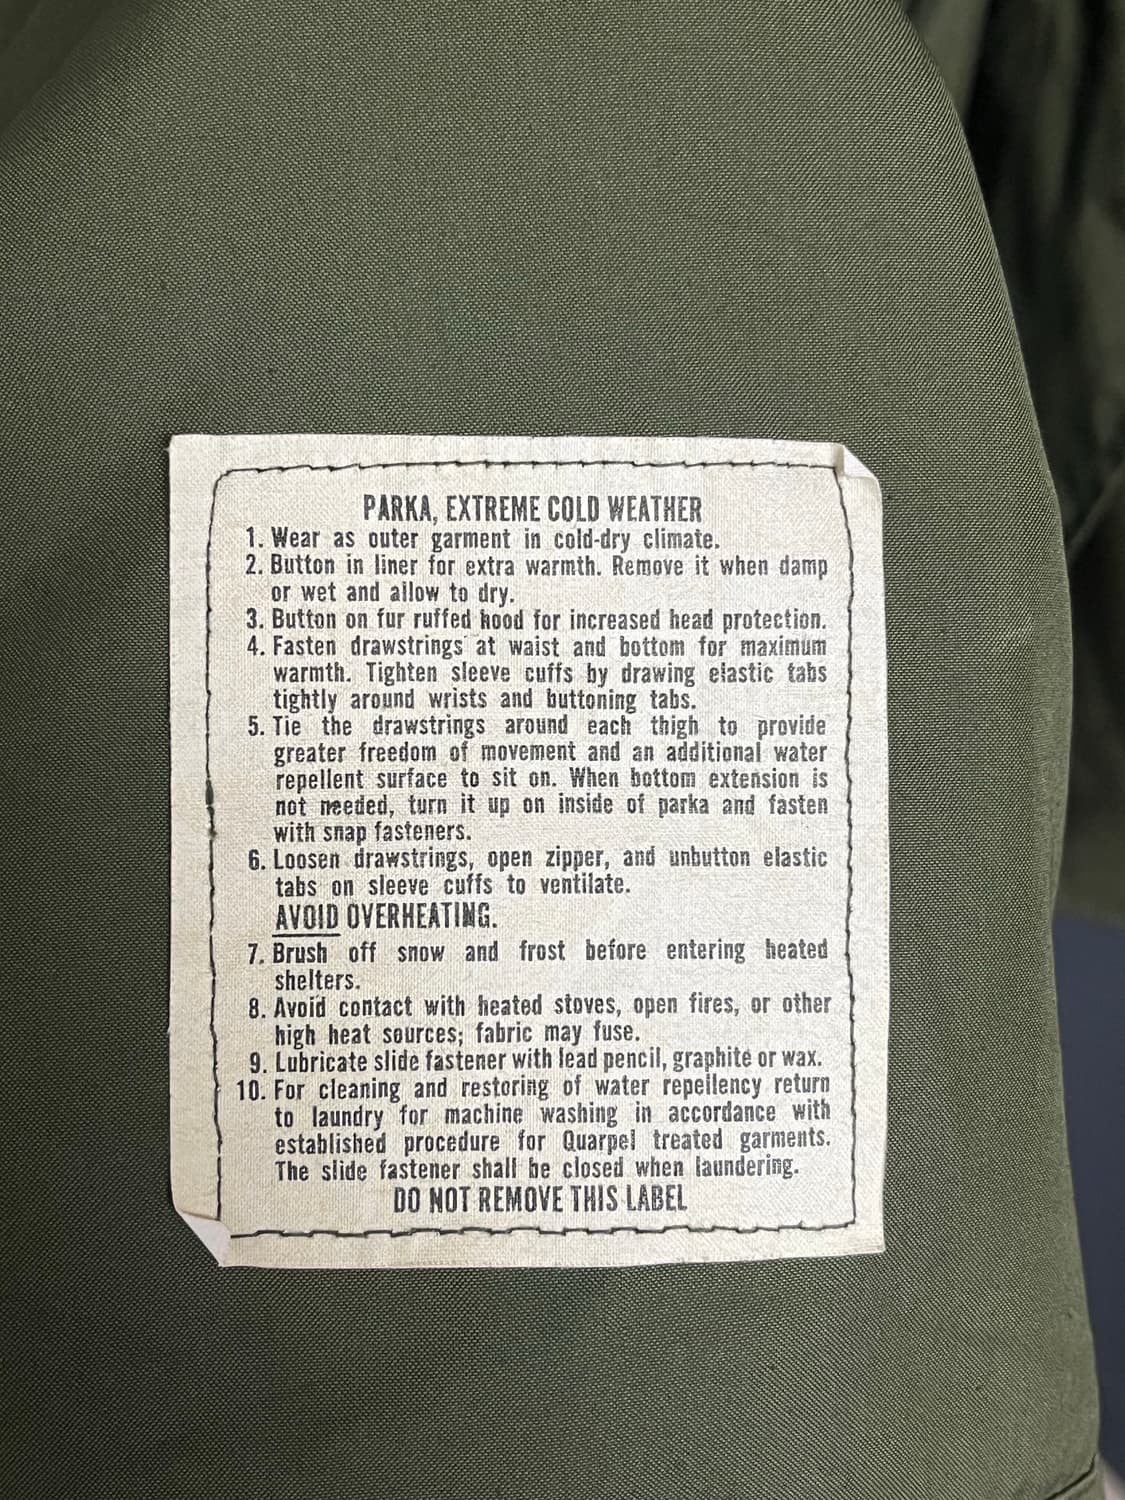 PARKA, EXTREME COLD WEATHER
1. Wear as outer garment in cold-dry climate.
2. Button in liner for extra warmth. Remove it when damp
or wet and allow to dry.
3. Button on fur ruffed hood for increased head protection.
4. Fasten drawstrings at waist and bottom for maximum
warmth. Tighten sleeve cuffs by drawing elastic tabs
tightly around wrists and buttoning tabs.
5. Tie the drawstrings around each thigh to provide
greater freedom of movement and an additional water
repellent surface to sit on. When bottom extension is
not needed, turn it up on inside of parka and fasten
with snap fasteners.
6. Loosen drawstrings, open zipper, and unbutton elastic
tabs on sleeve cuffs to ventilate.
AVOID OVERHEATING.
7. Brush off snow and frost before entering heated
shelters.
8. Avoid contact with heated stoves, open fires, or other
high heat sources; fabric may fuse.
9. Lubricate slide fastener with lead pencil, graphite or wax.
10. For cleaning and restoring of water repellency return
to laundry for machine washing in accordance with
established procedure for Quarpel treated garments.
The slide fastener shall be closed when laundering.
DO NOT REMOVE THIS LABEL